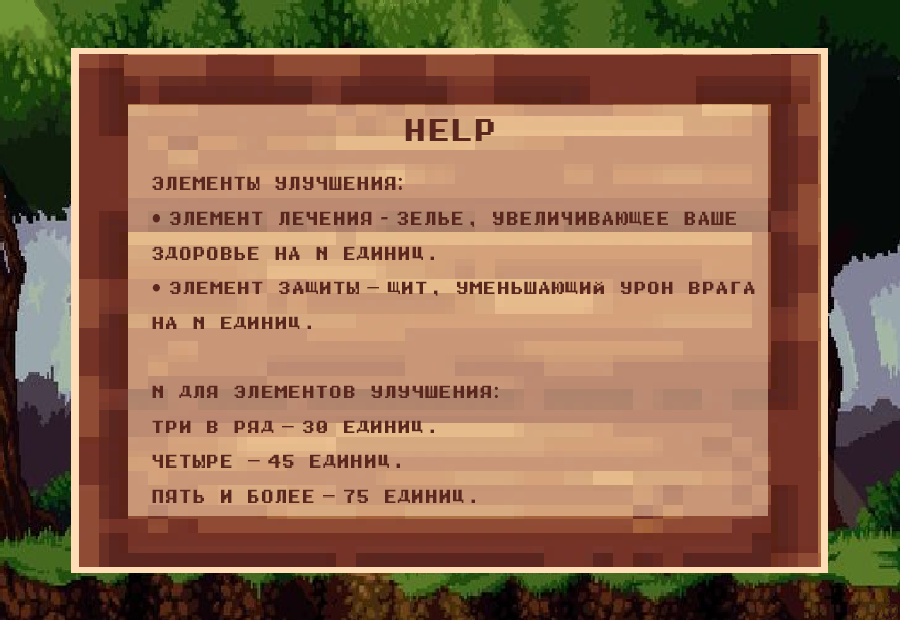 HELP
ЭЛЕМЕНТЫ УЛУЧШЕНИЯ:
• ЭЛЕМЕНТ ЛЕЧЕНИЯ - ЗЕЛЬЕ, УВЕЛИЧИВАЮЩЕЕ ВАШЕ
ЗДОРОВЬЕ НА N ЕДИНИЦ.
• ЭЛЕМЕНТ ЗАЩИТЫ – ЩИТ, УМЕНЬШАЮЩИЙ УРОН ВРАГА
НА N ЕДИНИЦ.
N ДЛЯ ЭЛЕМЕНТОВ УЛУЧШЕНИЯ:
ТРИ В РЯД – 30 ЕДИНИЦ.
ЧЕТЫРЕ – 45 ЕДИНИЦ.
ПЯТЬ И БОЛЕЕ – 75 ЕДИНИЦ.